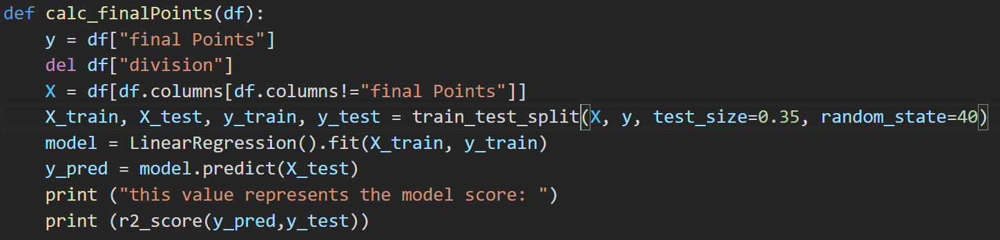 def calc_finalPoints(df):
    y = df["final Points"]
    del df["division"]
    X = df[df.columns[df.columns!="final Points"]]
    X_train, X_test, y_train, y_test = train_test_split(X, y, test_size=0.35, random_state=40)
    model = LinearRegression().fit(X_train, y_train)
    y_pred = model.predict(X_test)
    print ("this value represents the model score: ")
    print (r2_score(y_pred,y_test))